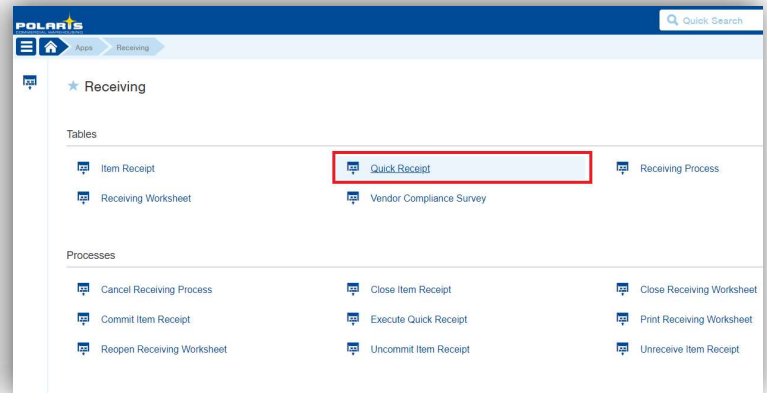 POLARIS
COMMERCIAL WAREHOUSING
Quick Search
Apps Receiving
Receiving
Tables
Item Receipt Quick Receipt Receiving Process
Receiving Worksheet Vendor Compliance Survey
Processes
Cancel Receiving Process Close Item Receipt Close Receiving Worksheet
Commit Item Receipt Execute Quick Receipt Print Receiving Worksheet
Reopen Receiving Worksheet Uncommit Item Receipt Unreceive Item Receipt